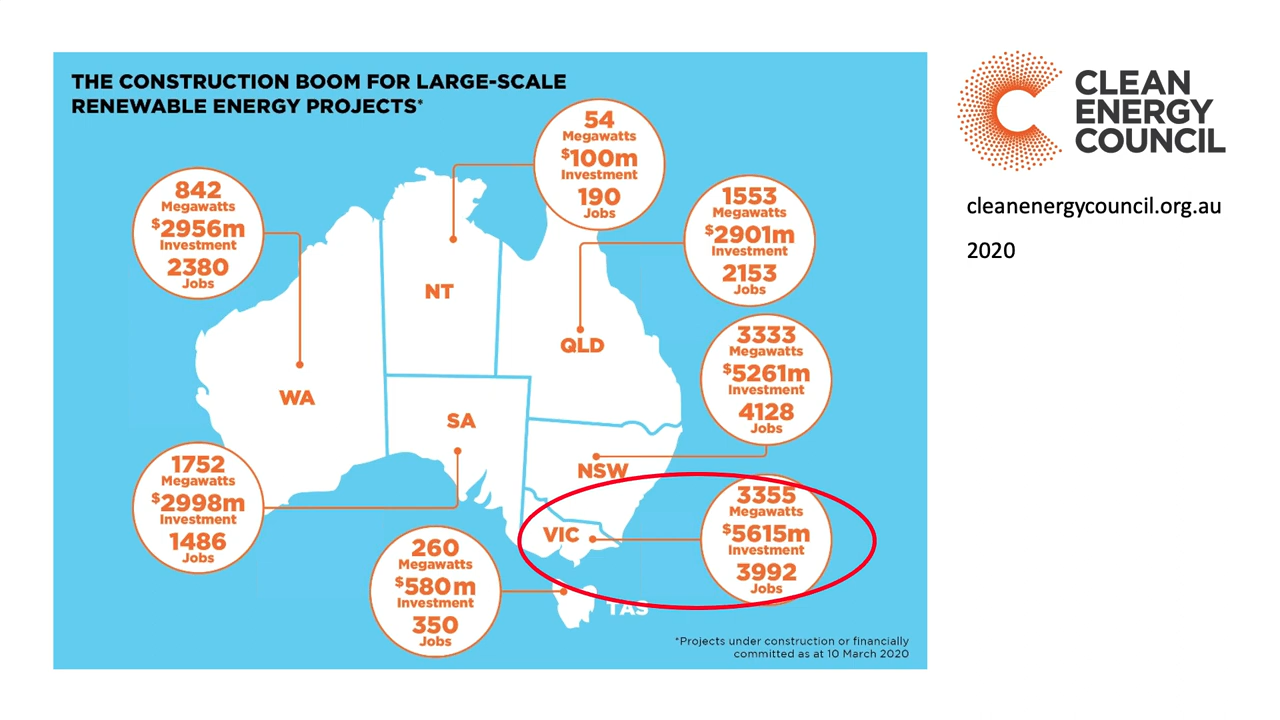 THE CONSTRUCTION BOOM FOR LARGE-SCALE
RENEWABLE ENERGY PROJECTS*
54
Megawatts
$100m
Investment
190
Jobs
842
Megawatts
$2956m
Investment
2380
Jobs
1553
Megawatts
$2901m
Investment
2153
Jobs
NT
QLD
3333
Megawatts
$5261m
Investment
4128
Jobs
WA
SA
NSW
1752
Megawatts
$2998m
Investment
1486
Jobs
VIC
3355
Megawatts
$5615m
Investment
3992
Jobs
260
Megawatts
$580m
Investment
350
Jobs
TAS
*Projects under construction or financially
committed as at 10 March 2020
CLEAN
ENERGY
COUNCIL
cleanenergycouncil.org.au
2020